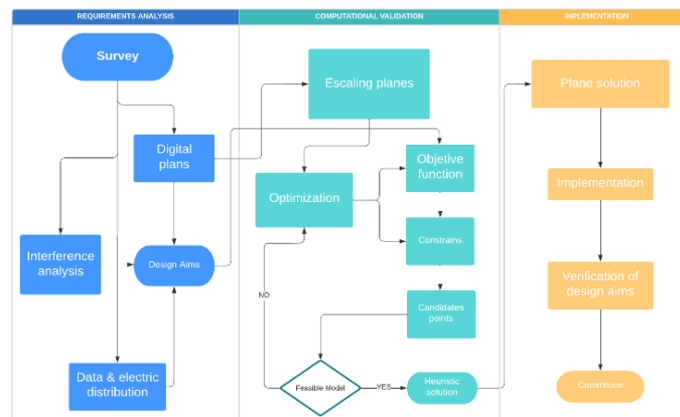 REQUIREMENTS ANALYSIS
COMPUTATIONAL VALIDATION
IMPLEMENTATION
Survey
Digital
plans
Interference
analysis
Design Aims
Data & electric
distribution
Escaling planes
Optimization
Objetive
function
Constrains
Candidates
points
NO
Feasible Model
YES
Heuristic
solution
Plane solution
Implementation
Verification of
design aims
Commision